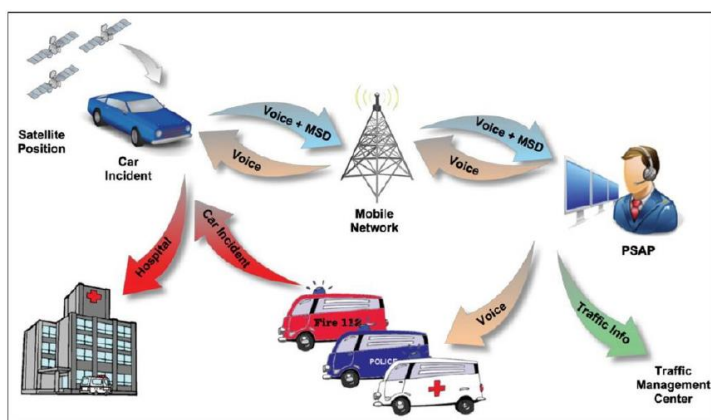 Satellite
Position
Car
Incident
Voice + MSD
Voice
Mobile
Network
Voice + MSD
Voice
PSAP
Hospital
Car Incident
Fire 112
POLICE
Voice
Traffic Info
Traffic
Management
Center